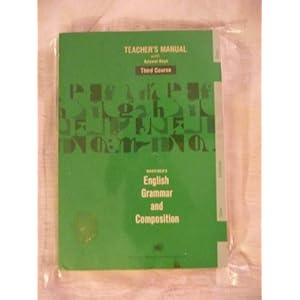 TEACHER'S MANUAL
with
Answer Keys
Third Course
WARRINER'S
English
Grammar
and
Composition